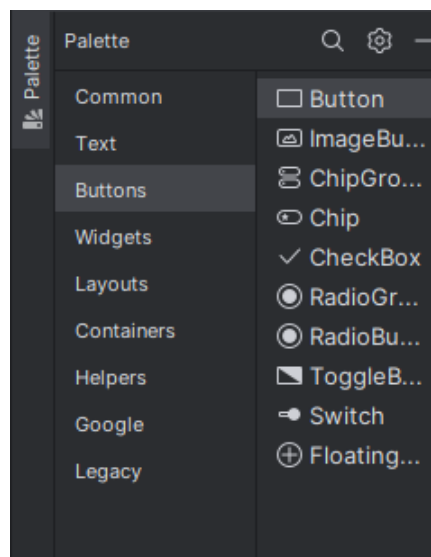 Palette
Palette
Common
Text
Buttons
Widgets
Layouts
Containers
Helpers
Google
Legacy
Button
ImageBu...
ChipGro...
Chip
CheckBox
RadioGr...
RadioBu...
ToggleB...
Switch
Floating...